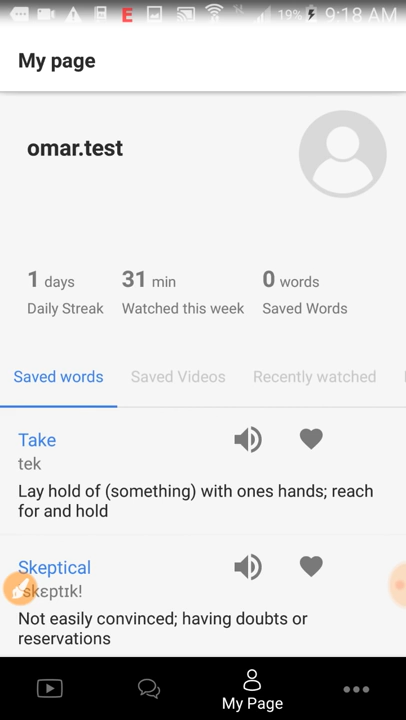 E 19% 9:18 AM
My page
omar.test
1 days 31 min 0 words
Daily Streak Watched this week Saved Words
Saved words Saved Videos Recently watched
Take
tek
Lay hold of (something) with ones hands; reach
for and hold
Skeptical
skɛptɪk!
Not easily convinced; having doubts or
reservations
My Page